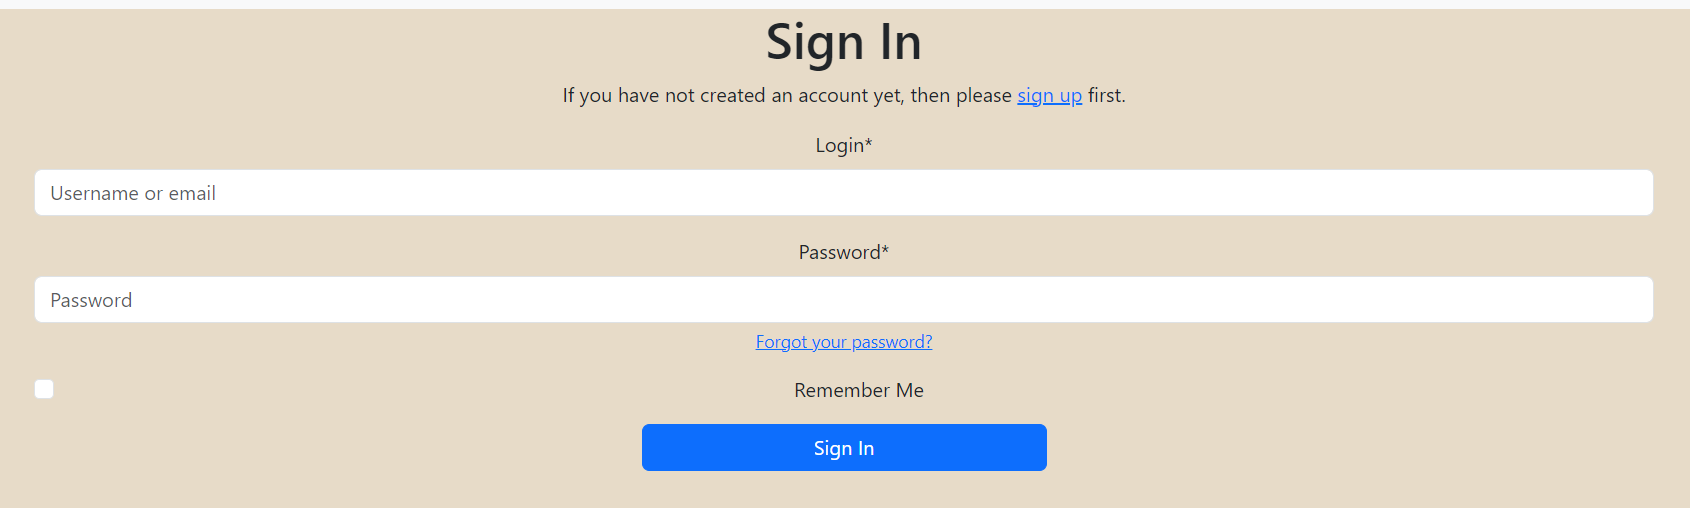 Sign In
If you have not created an account yet, then please sign up first.
Login*
Username or email
Password*
Password
Forgot your password?
Remember Me
Sign In